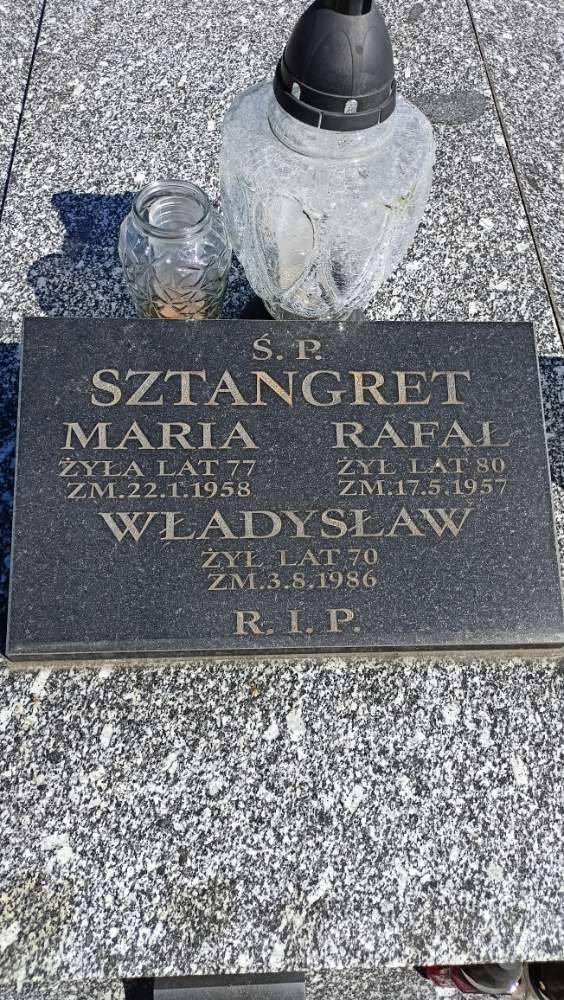 Ś. P.
SZTANGRET
MARIA RAFAŁ
ŻYŁA LAT 77 ŻYŁ LAT 80
ZM.22.1.1958 ZM.17.5.1957
WŁADYSŁAW
ŻYŁ LAT 70
ZM.3.8.1986
R. I. P.